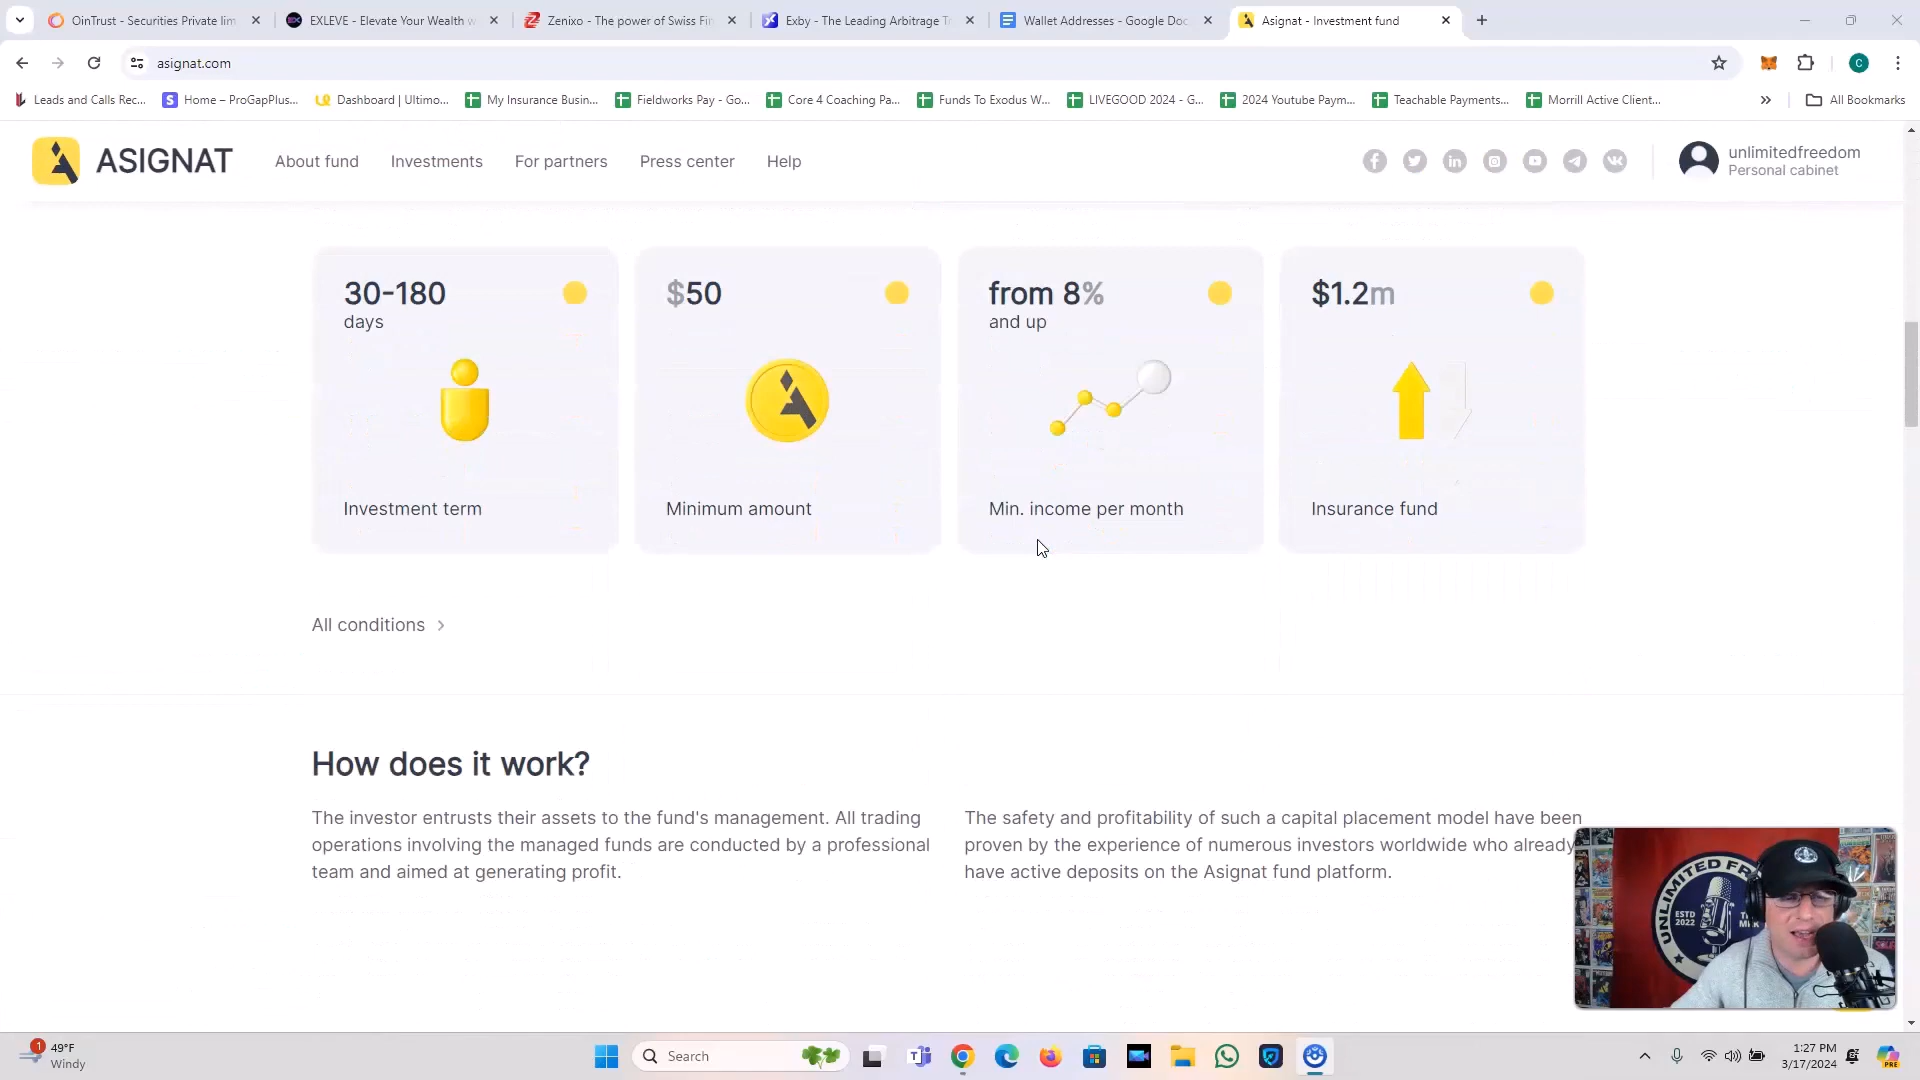 OinTrust - Securities Private lim
EXLEVE - Elevate Your Wealth w
Zenixo - The power of Swiss Fin
Exby - The Leading Arbitrage Tr
Wallet Addresses - Google Doc
Asignat - Investment fund
asignat.com
C
Leads and Calls Rec...
Home – ProGapPlus...
Dashboard | Ultimo...
My Insurance Busin...
Fieldworks Pay - Go...
Core 4 Coaching Pa...
Funds To Exodus W...
LIVEGOOD 2024 - G...
2024 Youtube Paym...
Teachable Payments...
Morrill Active Client...
All Bookmarks
ASIGNAT
About fund
Investments
For partners
Press center
Help
unlimitedfreedom
Personal cabinet
30-180
days
Investment term
$50
Minimum amount
from 8%
and up
Min. income per month
$1.2m
Insurance fund
All conditions
How does it work?
The investor entrusts their assets to the fund's management. All trading
operations involving the managed funds are conducted by a professional
team and aimed at generating profit.
The safety and profitability of such a capital placement model have been
proven by the experience of numerous investors worldwide who already
have active deposits on the Asignat fund platform.
UNLIMITED FR
ESTD
2022
1
49°F
Windy
Search
1:27 PM
3/17/2024
PRE